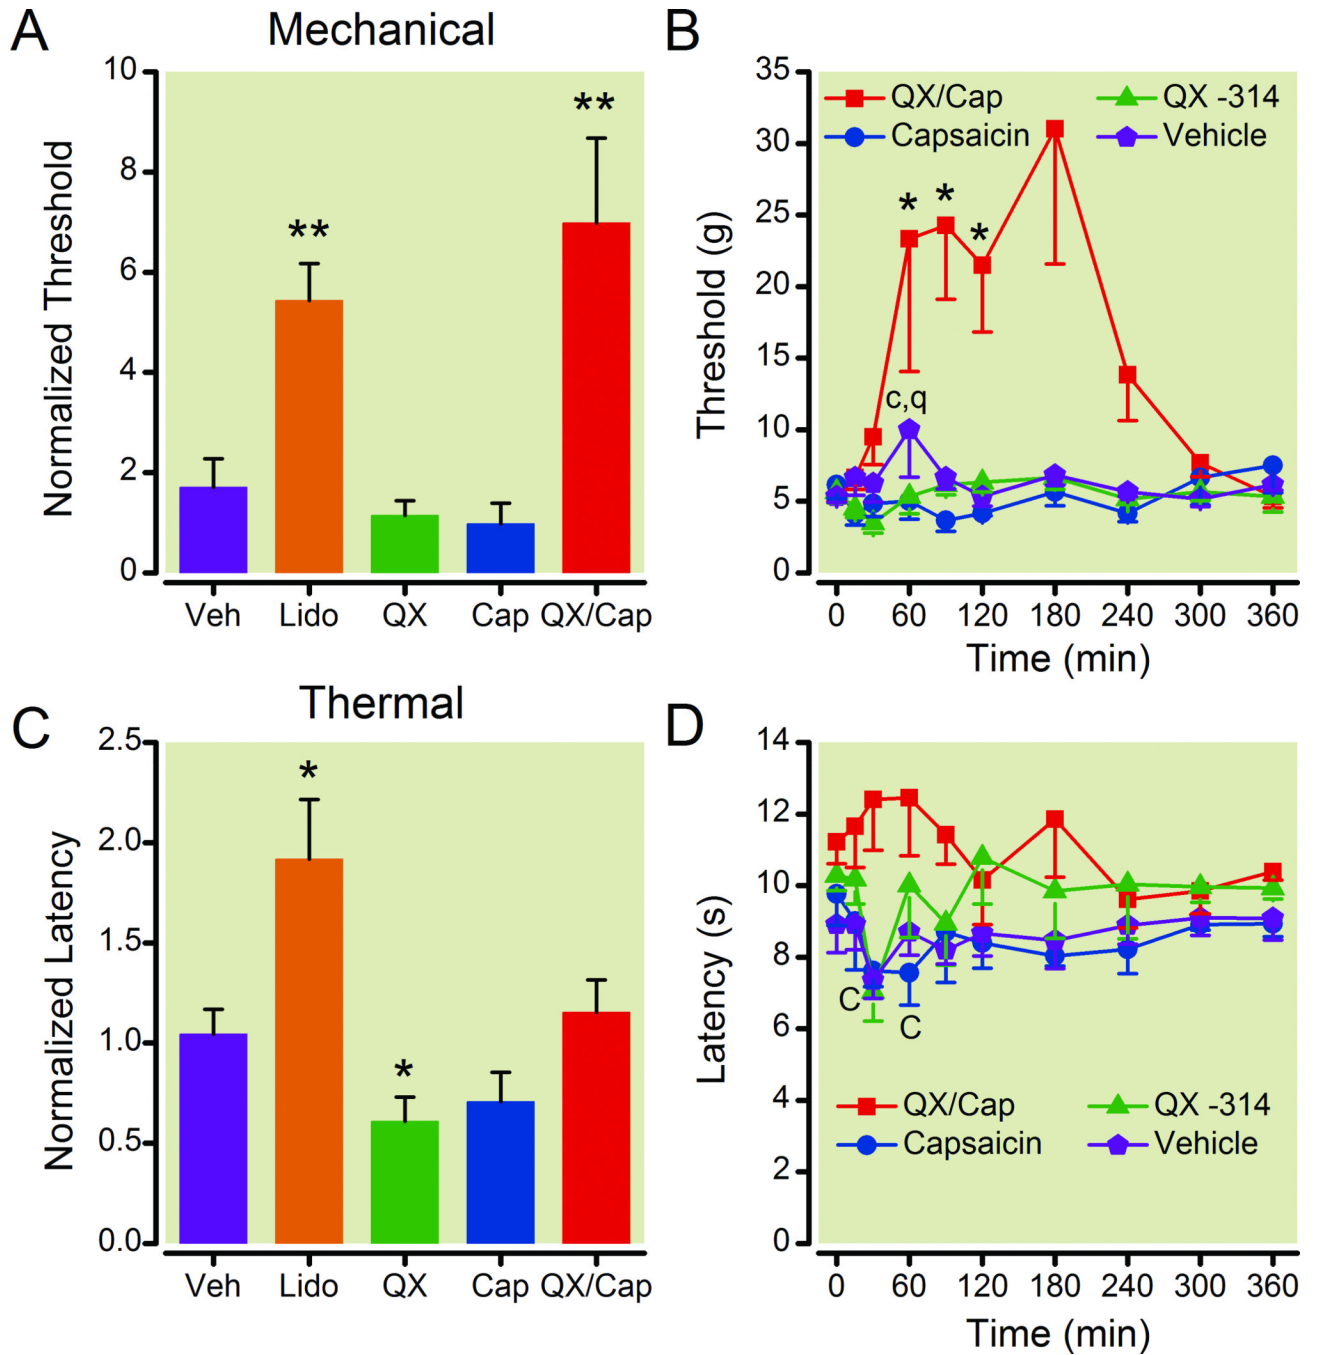 A
Mechanical
Normalized Threshold
10
8
6
4
2
0
**
**
Veh Lido QX Cap QX/Cap
B
Threshold (g)
35
30
25
20
15
10
5
0
QX/Cap QX -314
Capsaicin Vehicle
* * *
c,q
0 60 120 180 240 300 360
Time (min)
C
Thermal
Normalized Latency
2.5
2.0
1.5
1.0
0.5
0.0
*
*
Veh Lido QX Cap QX/Cap
D
Latency (s)
14
12
10
8
6
4
2
0
C
C
QX/Cap QX -314
Capsaicin Vehicle
0 60 120 180 240 300 360
Time (min)